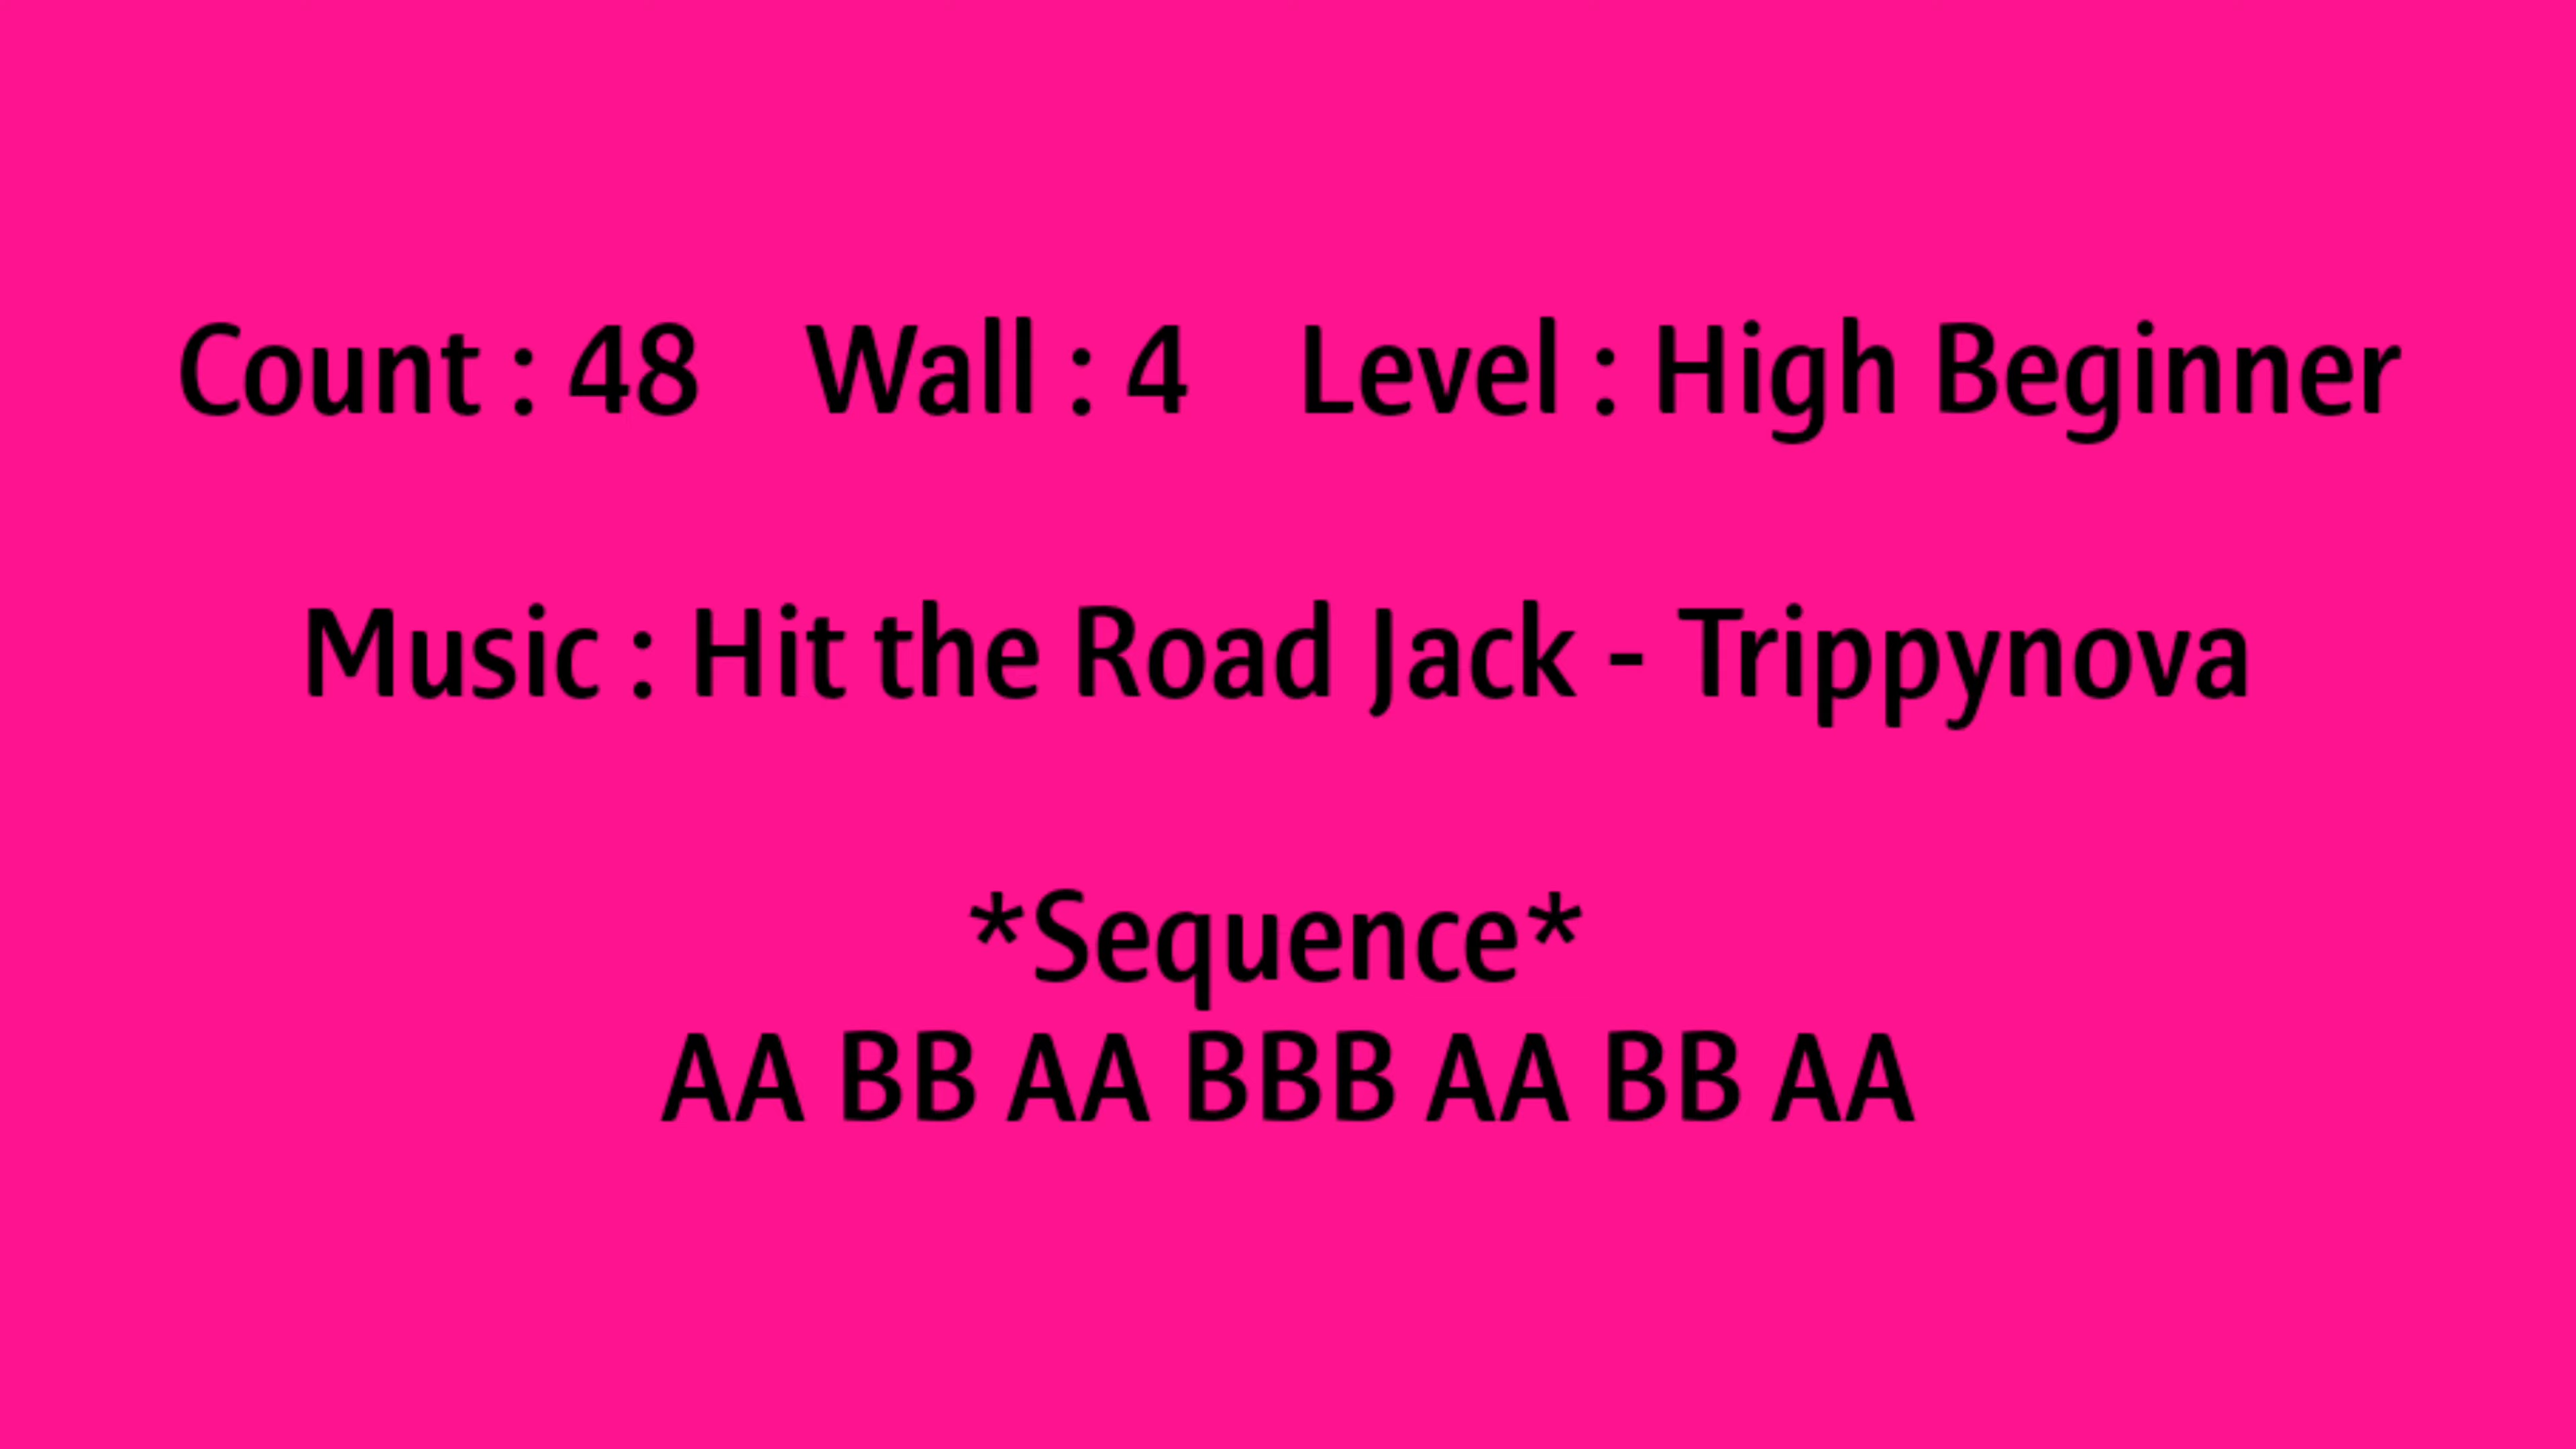 Count : 48 Wall : 4 Level : High Beginner
Music : Hit the Road Jack - Trippynova
*Sequence*
AA BB AA BBB AA BB AA